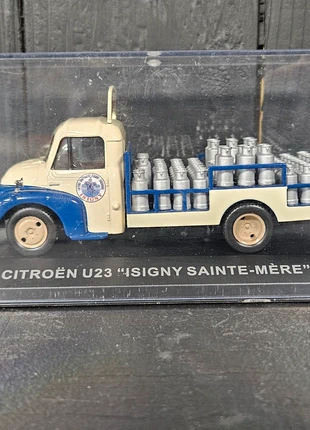 CITROËN U23 "ISIGNY SAINTE-MÈRE"